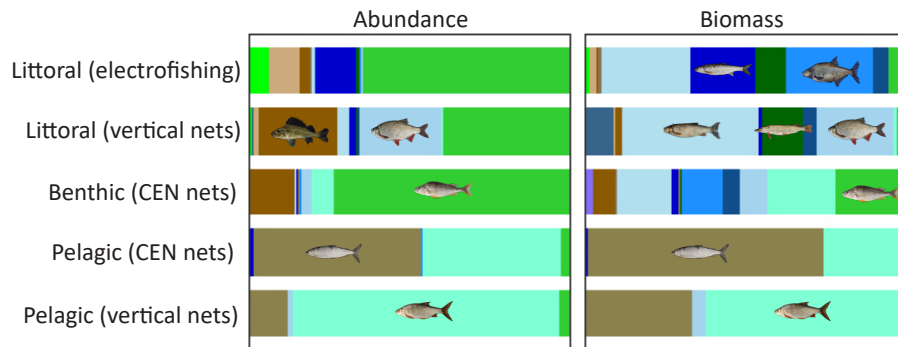 Abundance
Biomass
Littoral (electrofishing)
Littoral (vertical nets)
Benthic (CEN nets)
Pelagic (CEN nets)
Pelagic (vertical nets)